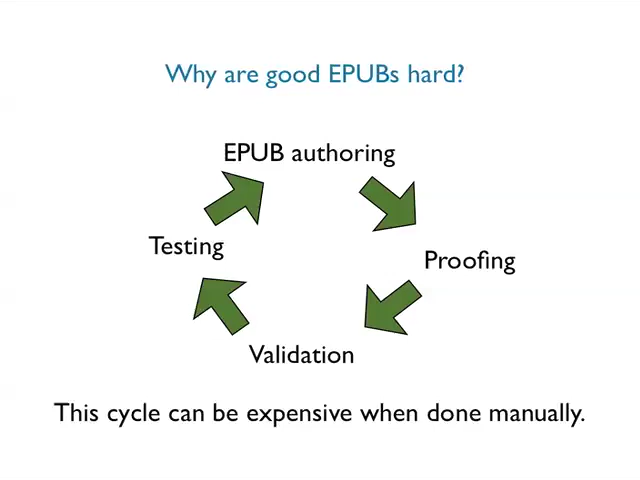 Why are good EPUBs hard?
EPUB authoring
Testing
Proofing
Validation
This cycle can be expensive when done manually.